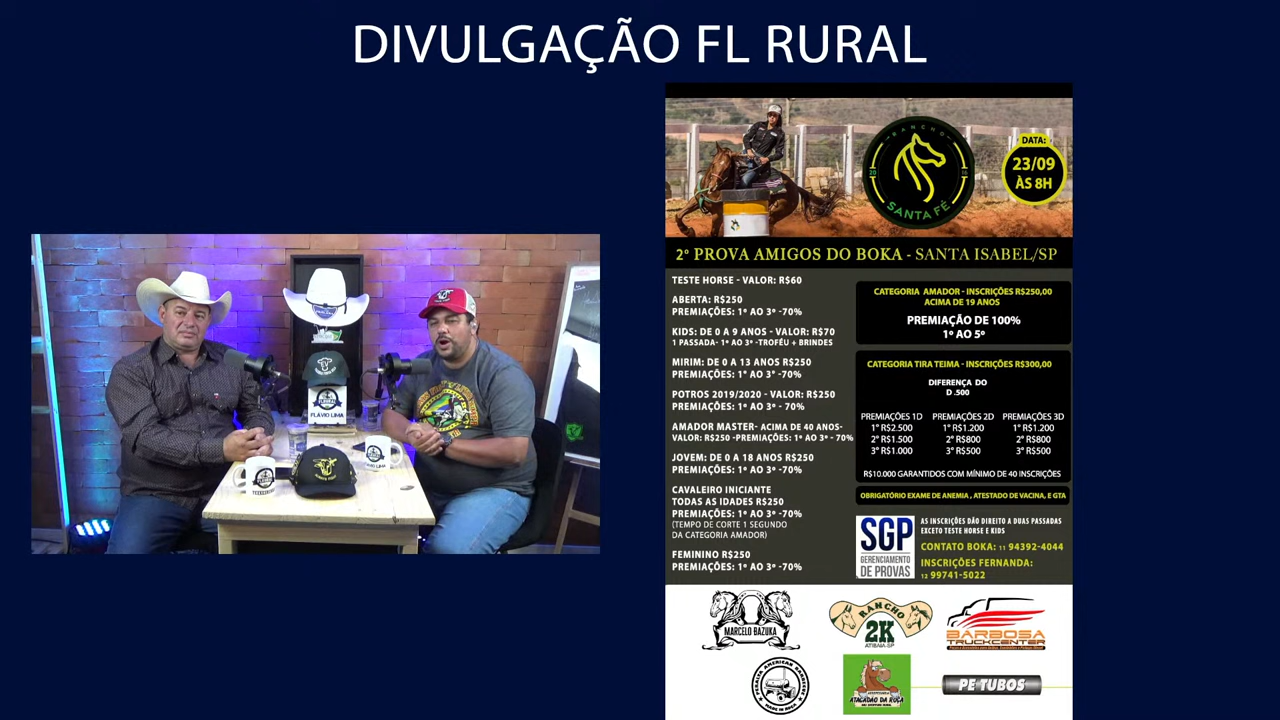 DIVULGAÇÃO FL RURAL
RANCHO
20 16
SANTA FÉ
DATA:
23/09
ÀS 8H
2º PROVA AMIGOS DO BOKA - SANTA ISABEL/SP
TESTE HORSE - VALOR: R$60
ABERTA: R$250
PREMIAÇÕES: 1º AO 3º -70%
KIDS: DE 0 A 9 ANOS - VALOR: R$70
1 PASSADA- 1º AO 3º -TROFÉU + BRINDES
MIRIM: DE 0 A 13 ANOS R$250
PREMIAÇÕES: 1° AO 3° -70%
POTROS 2019/2020 - VALOR: R$250
PREMIAÇÕES: 1º AO 3º - 70%
AMADOR MASTER- ACIMA DE 40 ANOS-
VALOR: R$250 -PREMIAÇÕES: 1º AO 3º - 70%
JOVEM: DE 0 A 18 ANOS R$250
PREMIAÇÕES: 1º AO 3º -70%
CAVALEIRO INICIANTE
TODAS AS IDADES R$250
PREMIAÇÕES: 1º AO 3º -70%
(TEMPO DE CORTE 1 SEGUNDO
DA CATEGORIA AMADOR)
FEMININO R$250
PREMIAÇÕES: 1º AO 3º -70%
CATEGORIA AMADOR - INSCRIÇÕES R$250,00
ACIMA DE 19 ANOS
PREMIAÇÃO DE 100%
1º AO 5º
CATEGORIA TIRA TEIMA - INSCRIÇÕES R$300,00
DIFERENÇA DO
D .500
PREMIAÇÕES 1D PREMIAÇÕES 2D PREMIAÇÕES 3D
1º R$2.500 1º R$1.200 1º R$1.200
2º R$1.500 2º R$800 2º R$800
3º R$1.000 3º R$500 3º R$500
R$10.000 GARANTIDOS COM MÍNIMO DE 40 INSCRIÇÕES
OBRIGATÓRIO EXAME DE ANEMIA , ATESTADO DE VACINA, E GTA
SGP
GERENCIAMENTO
DE PROVAS
AS INSCRIÇÕES DÃO DIREITO A DUAS PASSADAS
EXCETO TESTE HORSE E KIDS
CONTATO BOKA: 11 94392-4044
INSCRIÇÕES FERNANDA:
12 99741-5022
MARCELO BAZUKA
RANCHO
2K
ATIBAIA-SP
BARBOSA
TRUCKCENTER
MADE IN ROÇA
ATACADÃO DA ROÇA
PE TUBOS
FLÁVIO LIMA